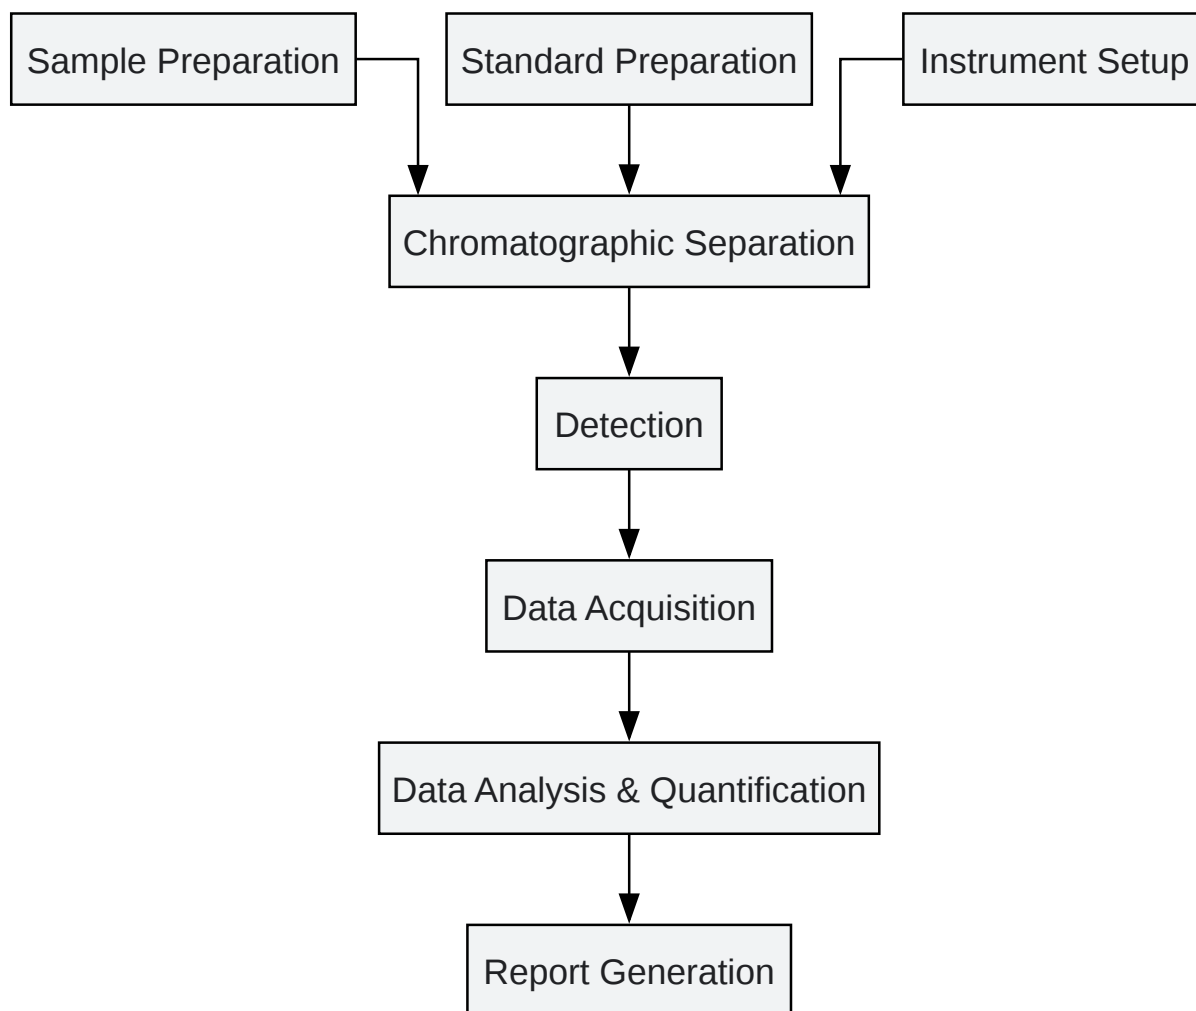 Sample Preparation
Standard Preparation
Instrument Setup
Chromatographic Separation
Detection
Data Acquisition
Data Analysis & Quantification
Report Generation